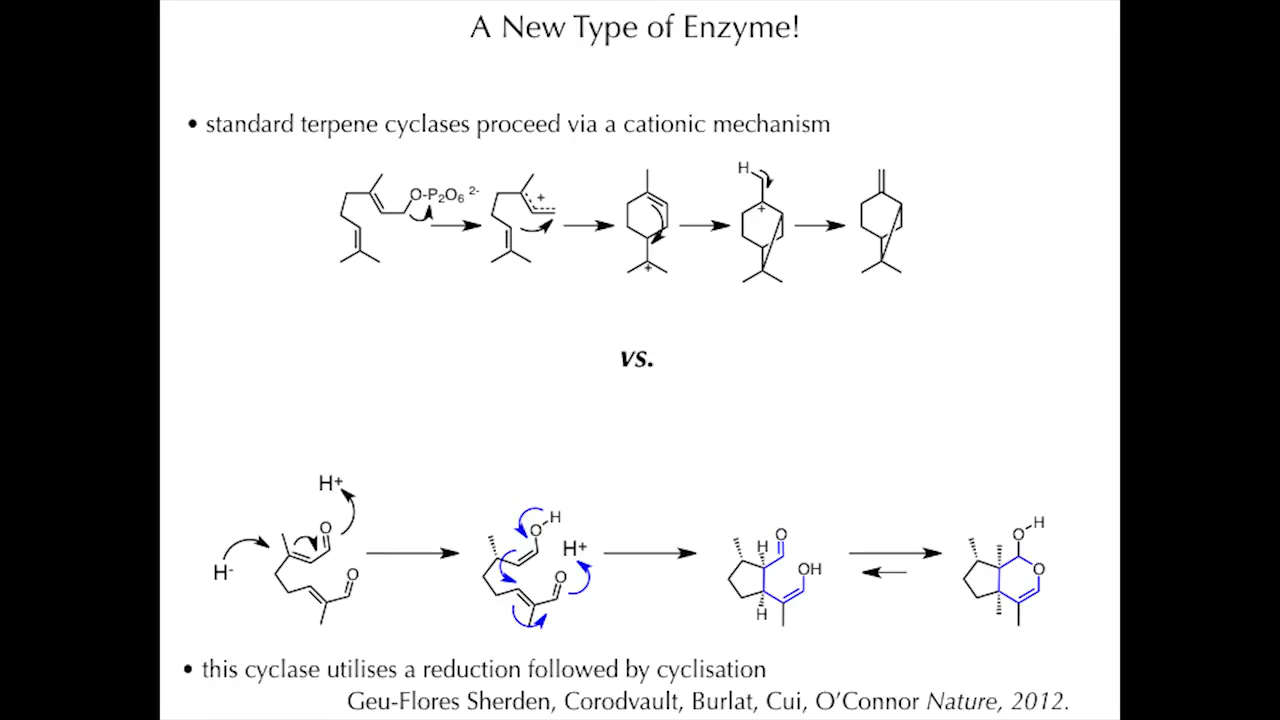 A New Type of Enzyme!
• standard terpene cyclases proceed via a cationic mechanism
O-P2O6 2-
+
+
H
+
vs.
H+
O
H-
O
H
O
H+
O
O
H
OH
H
H
O
O
• this cyclase utilises a reduction followed by cyclisation
Geu-Flores Sherden, Corodvault, Burlat, Cui, O'Connor Nature, 2012.